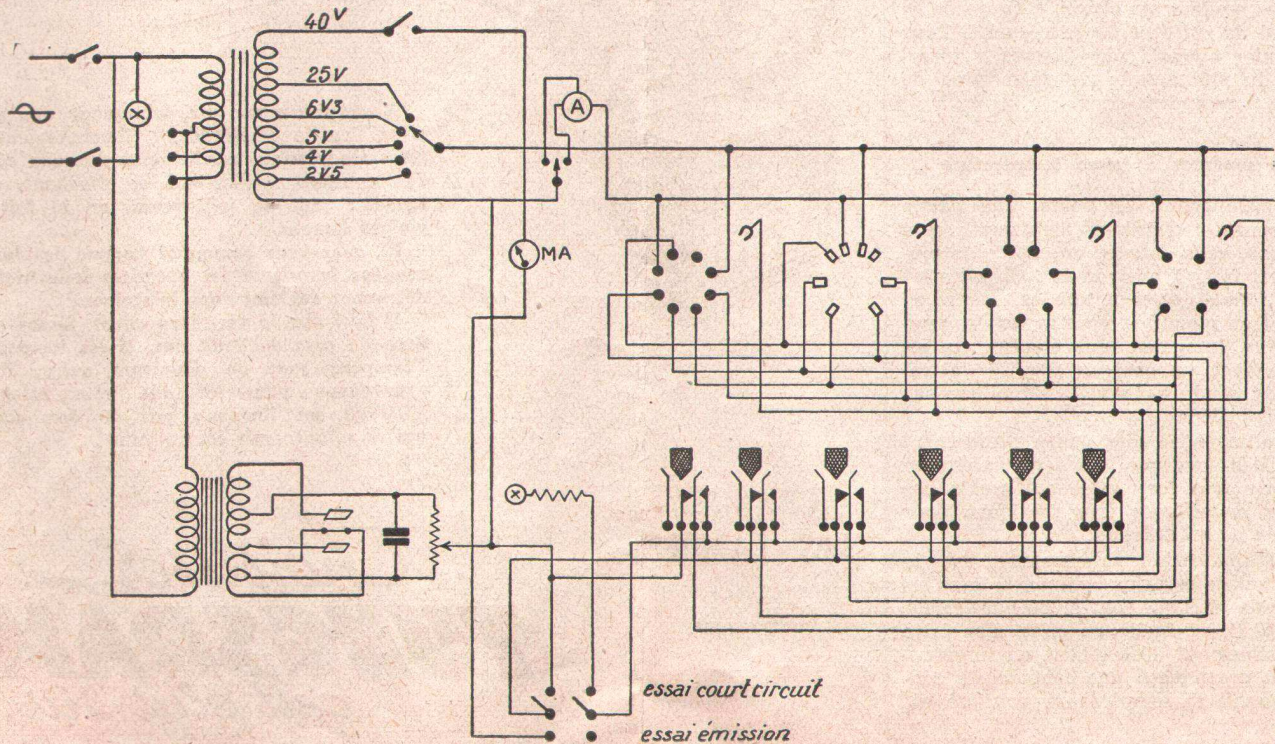 40V
25V
6V3
5V
4V
2V5
A
MA
essai court circuit
essai émission